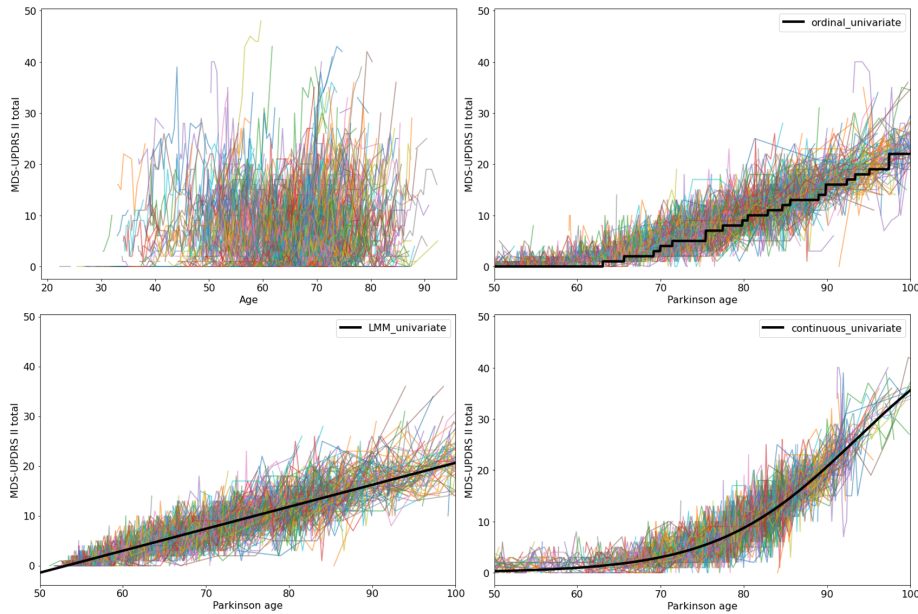 50
40
30
20
10
0
MDS-UPDRS II total
20 30 40 50 60 70 80 90
Age
50
40
30
20
10
0
MDS-UPDRS II total
ordinal_univariate
50 60 70 80 90 100
Parkinson age
50
40
30
20
10
0
MDS-UPDRS II total
LMM_univariate
50 60 70 80 90 100
Parkinson age
50
40
30
20
10
0
MDS-UPDRS II total
continuous_univariate
50 60 70 80 90 100
Parkinson age